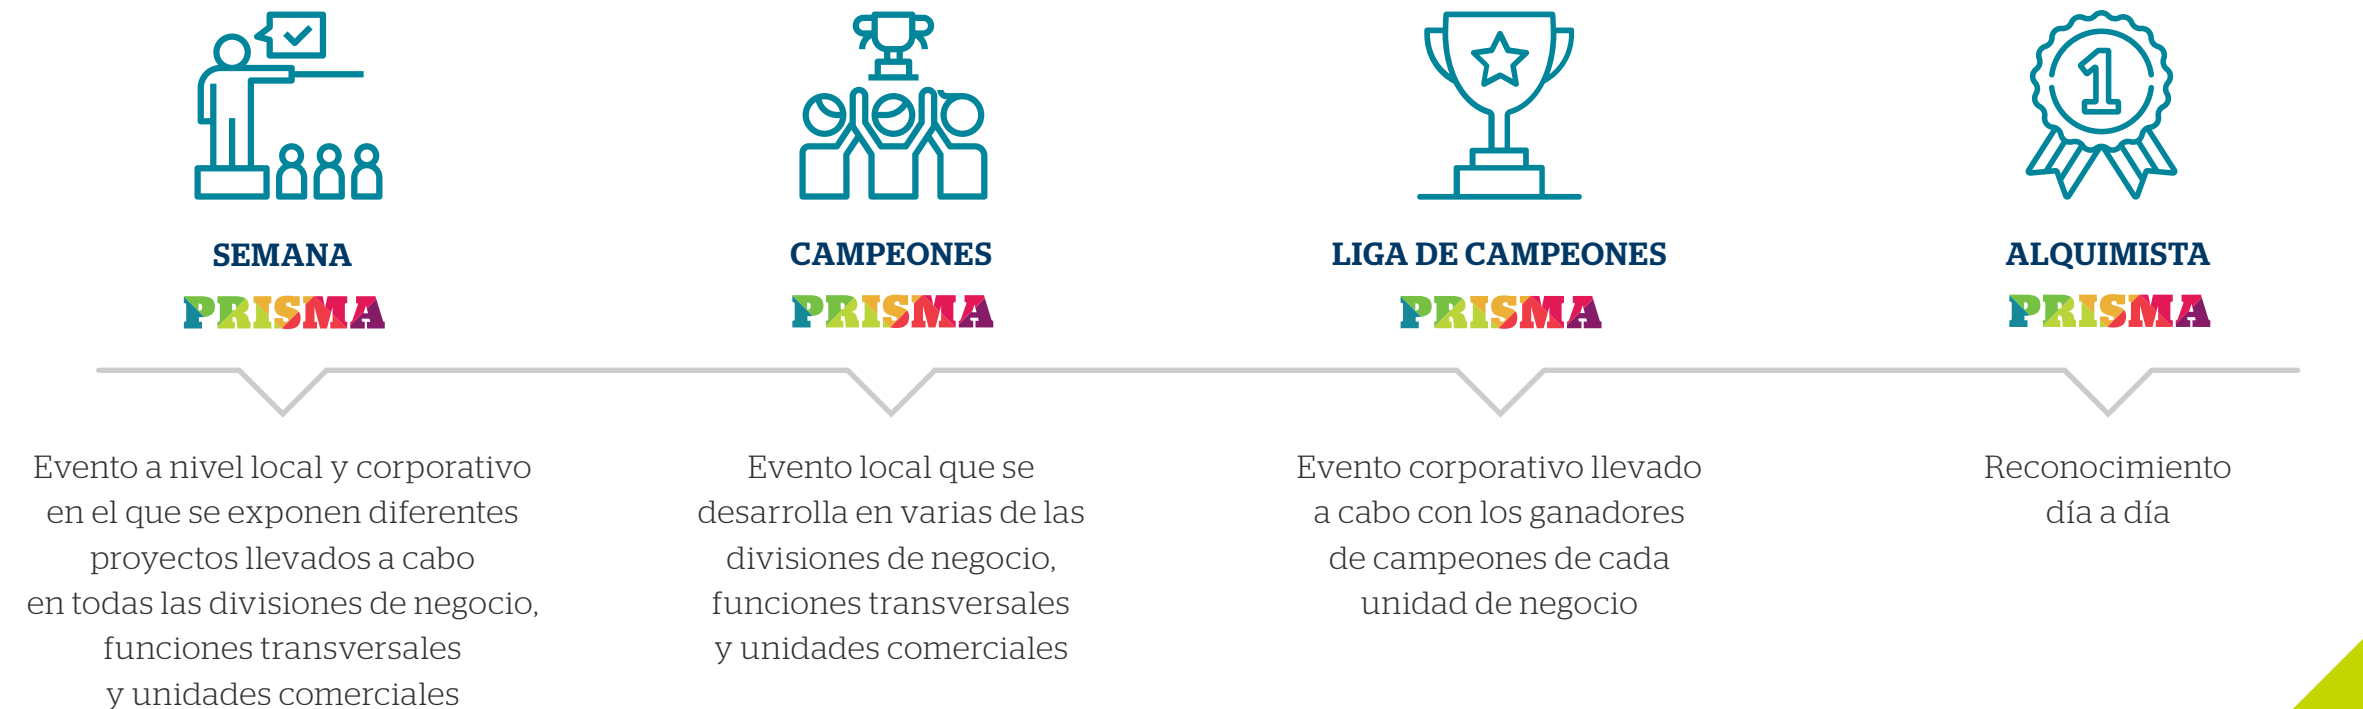 1
SEMANA
PRISMA
Evento a nivel local y corporativo
en el que se exponen diferentes
proyectos llevados a cabo
en todas las divisiones de negocio,
funciones transversales
y unidades comerciales
CAMPEONES
PRISMA
Evento local que se
desarrolla en varias de las
divisiones de negocio,
funciones transversales
y unidades comerciales
LIGA DE CAMPEONES
PRISMA
Evento corporativo llevado
a cabo con los ganadores
de campeones de cada
unidad de negocio
ALQUIMISTA
PRISMA
Reconocimiento
día a día